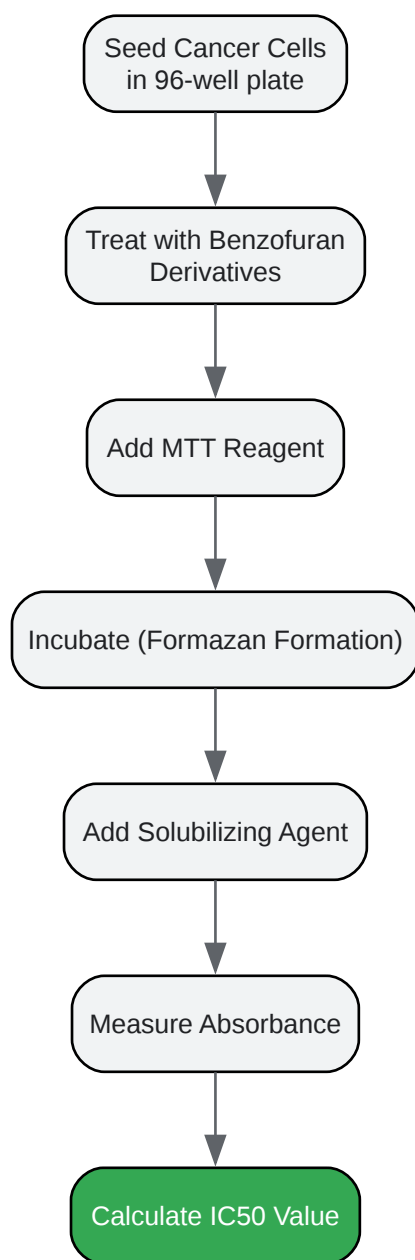 Seed Cancer Cells
in 96-well plate
Treat with Benzofuran
Derivatives
Add MTT Reagent
Incubate (Formazan Formation)
Add Solubilizing Agent
Measure Absorbance
Calculate IC50 Value